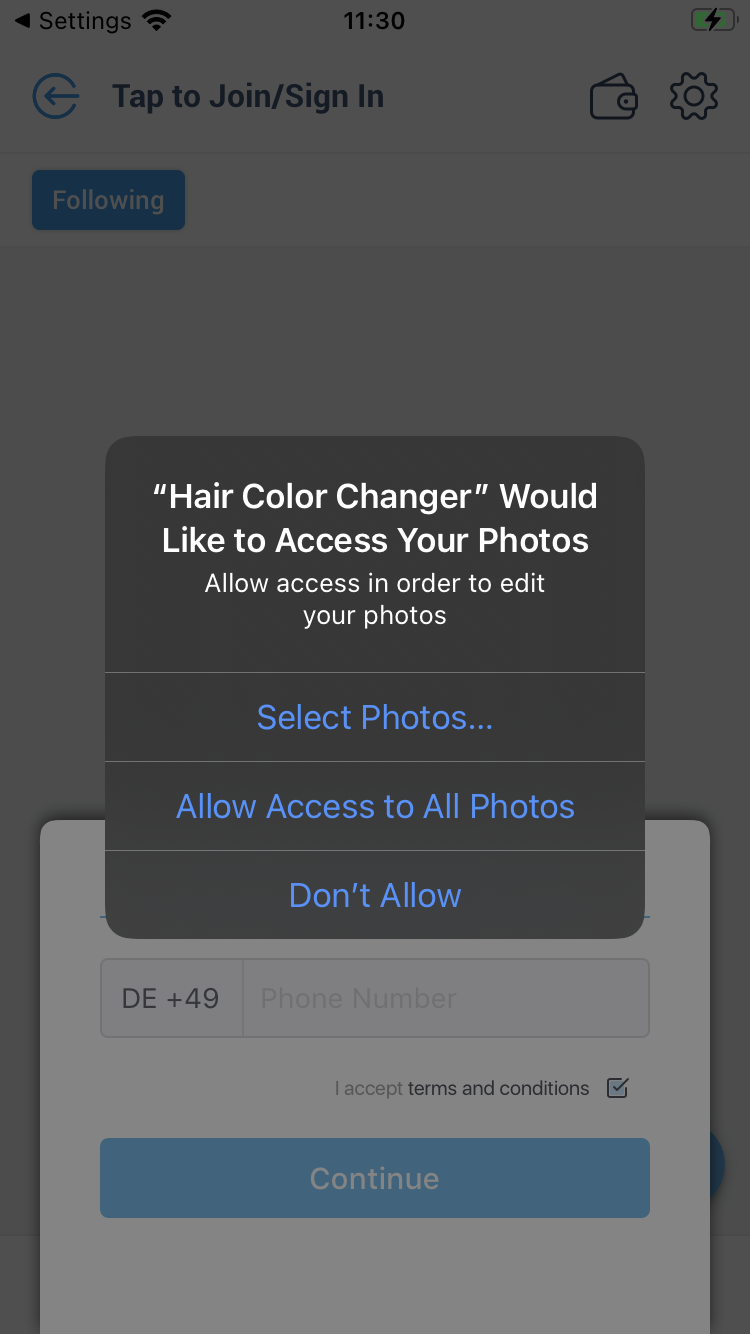 Settings
11:30
Tap to Join/Sign In
Following
“Hair Color Changer” Would
Like to Access Your Photos
Allow access in order to edit
your photos
Select Photos...
Allow Access to All Photos
Don’t Allow
DE +49 Phone Number
I accept terms and conditions
Continue